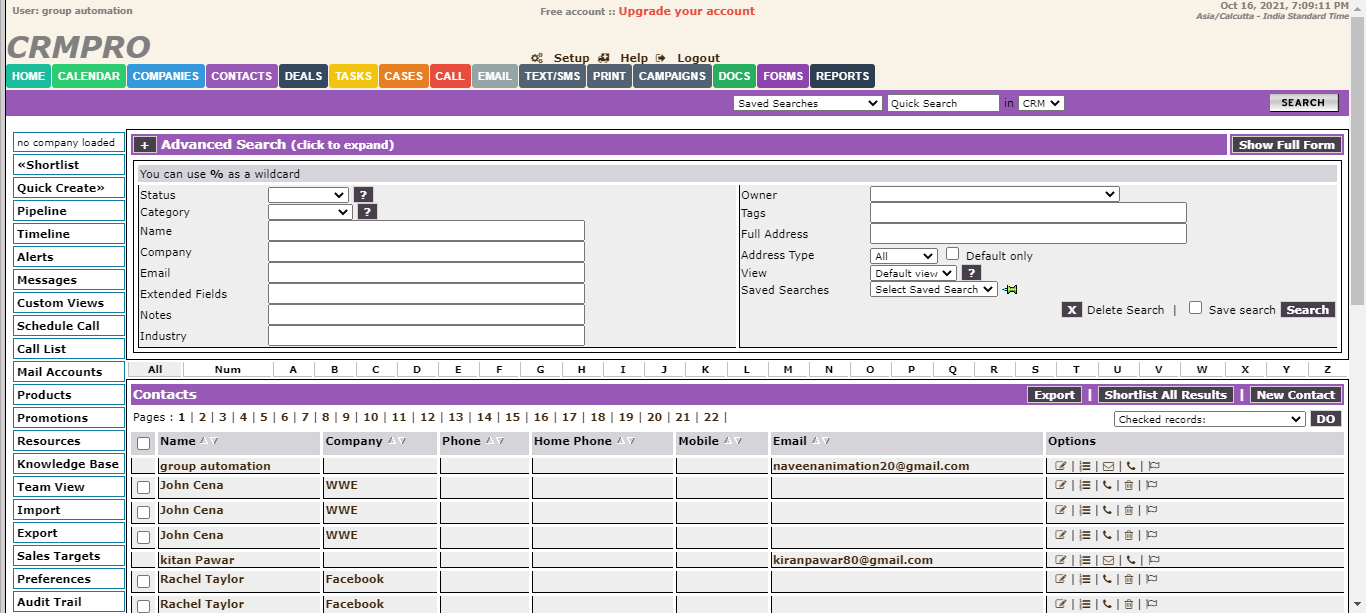 User: group automation
Free account :: Upgrade your account
Oct 16, 2021, 7:09:11 PM
Asia/Calcutta - India Standard Time
CRMPRO
Setup Help Logout
HOME CALENDAR COMPANIES CONTACTS DEALS TASKS CASES CALL EMAIL TEXT/SMS PRINT CAMPAIGNS DOCS FORMS REPORTS
Saved Searches Quick Search in CRM SEARCH
no company loaded
«Shortlist
Quick Create»
Pipeline
Timeline
Alerts
Messages
Custom Views
Schedule Call
Call List
Mail Accounts
Products
Promotions
Resources
Knowledge Base
Team View
Import
Export
Sales Targets
Preferences
Audit Trail
+ Advanced Search (click to expand) Show Full Form
You can use % as a wildcard
Status ?
Category ?
Name
Company
Email
Extended Fields
Notes
Industry
Owner
Tags
Full Address
Address Type All Default only
View Default view ?
Saved Searches Select Saved Search
X Delete Search | Save search Search
All Num A B C D E F G H I J K L M N O P Q R S T U V W X Y Z
Contacts Export | Shortlist All Results | New Contact
Pages : 1 | 2 | 3 | 4 | 5 | 6 | 7 | 8 | 9 | 10 | 11 | 12 | 13 | 14 | 15 | 16 | 17 | 18 | 19 | 20 | 21 | 22 |
Checked records: DO
Name Company Phone Home Phone Mobile Email Options
group automation naveenanimation20@gmail.com | | | |
John Cena WWE | | | |
John Cena WWE | | | |
John Cena WWE | | | |
kitan Pawar kiranpawar80@gmail.com | | | |
Rachel Taylor Facebook | | | |
Rachel Taylor Facebook | | | |